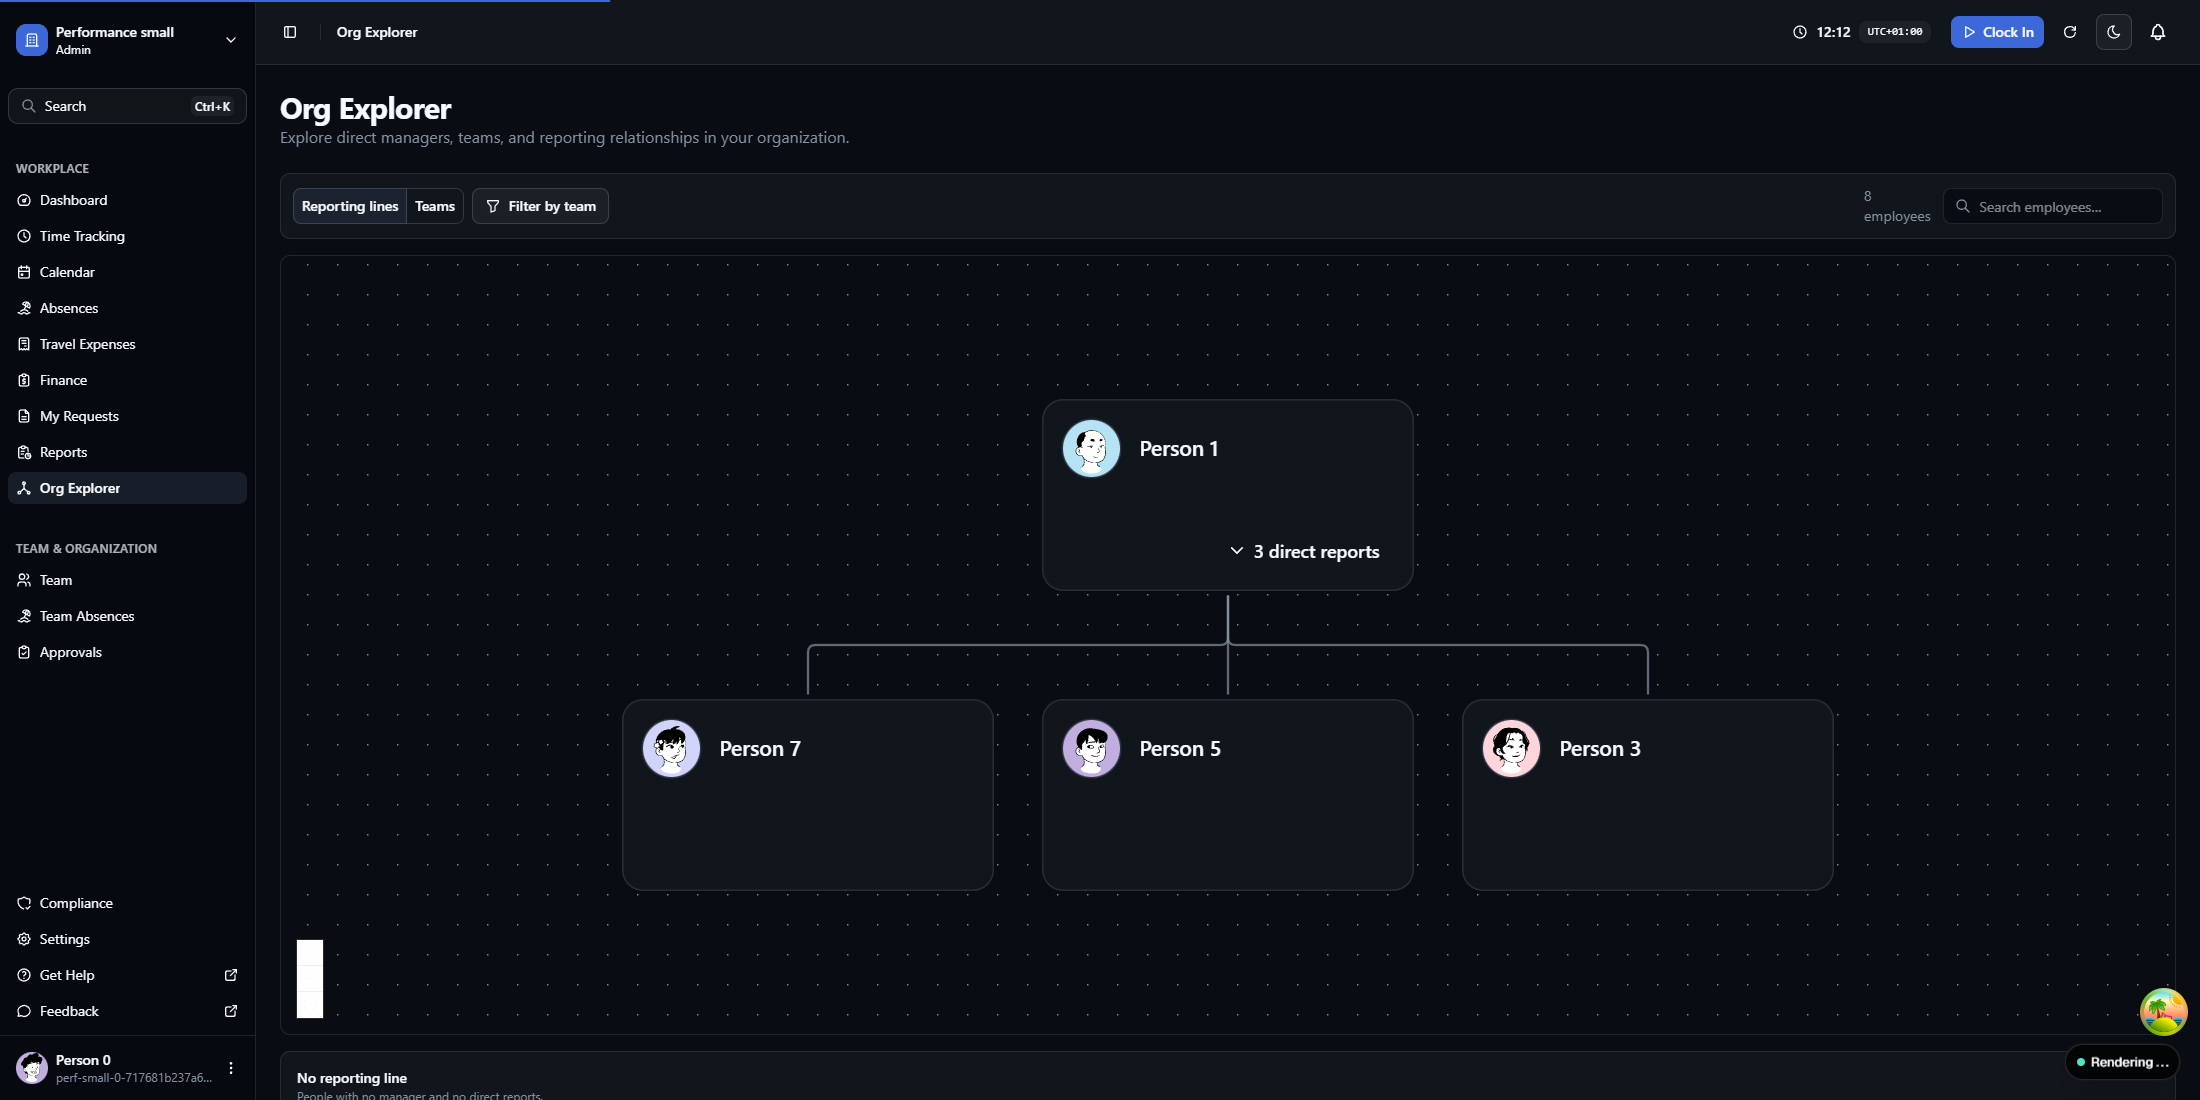 Performance small
Admin
Search
Ctrl+K
WORKPLACE
Dashboard
Time Tracking
Calendar
Absences
Travel Expenses
Finance
My Requests
Reports
Org Explorer
TEAM & ORGANIZATION
Team
Team Absences
Approvals
Compliance
Settings
Get Help
Feedback
Person 0
perf-small-0-717681b237a6...
Org Explorer
12:12
UTC+01:00
Clock In
Org Explorer
Explore direct managers, teams, and reporting relationships in your organization.
Reporting lines
Teams
Filter by team
8
employees
Search employees...
Person 1
3 direct reports
Person 7
Person 5
Person 3
No reporting line
People with no manager and no direct reports.
Rendering ...